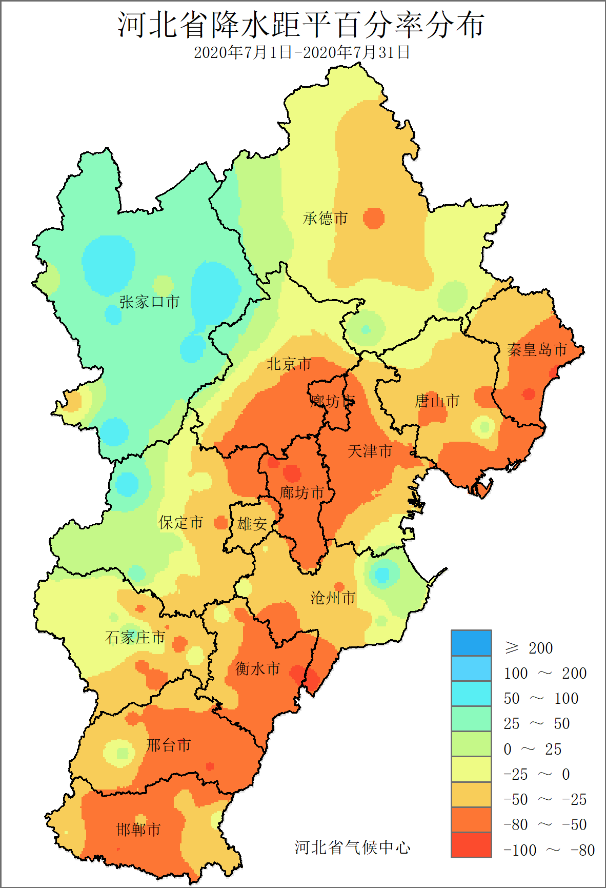 河北省降水距平百分率分布
2020年7月1日-2020年7月31日
承德市
张家口市
秦皇岛市
北京市
廊坊市
唐山市
天津市
廊坊市
保定市
雄安
沧州市
石家庄市
衡水市
邢台市
邯郸市
≥ 200
100 ～ 200
50 ～ 100
25 ～ 50
0 ～ 25
-25 ～ 0
-50 ～ -25
-80 ～ -50
-100 ～ -80
河北省气候中心